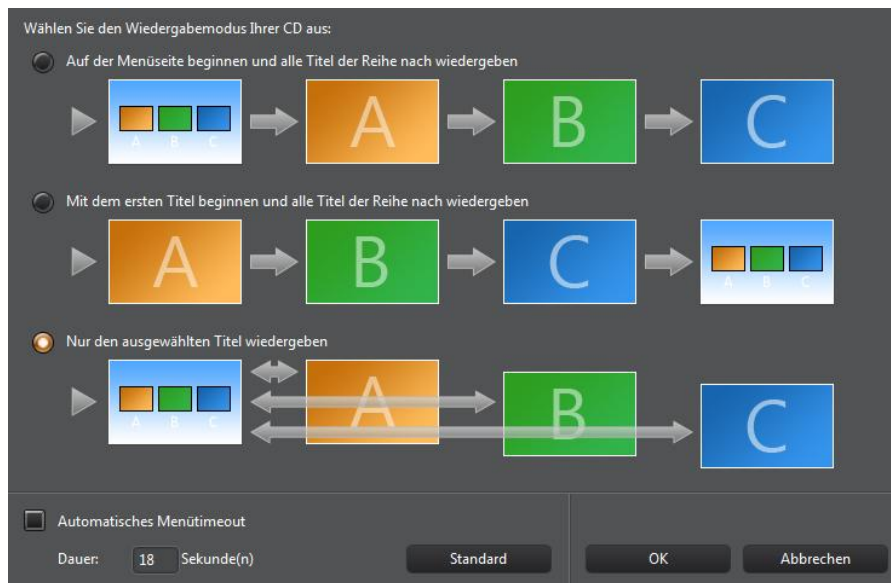 Wählen Sie den Wiedergabemodus Ihrer CD aus:
Auf der Menüseite beginnen und alle Titel der Reihe nach wiedergeben
A B C A B C
Mit dem ersten Titel beginnen und alle Titel der Reihe nach wiedergeben
A B C A B C
Nur den ausgewählten Titel wiedergeben
A B C A B C
Automatisches Menütimeout
Dauer: 18 Sekunde(n) Standard OK Abbrechen